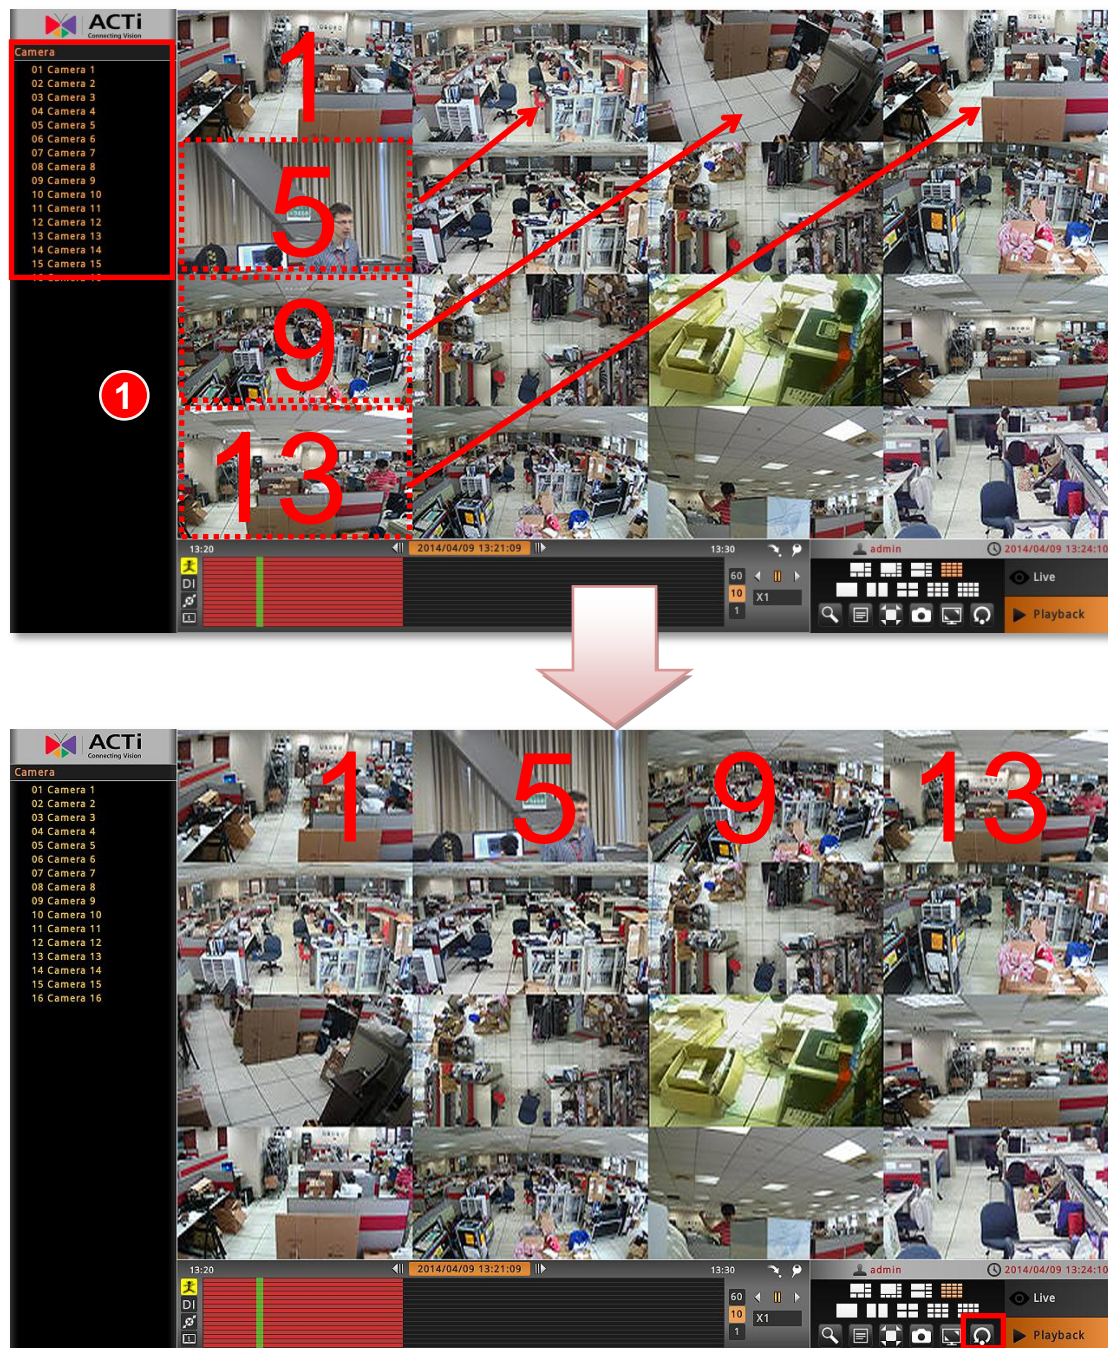 ACTi
Connecting Vision
Camera
01 Camera 1
02 Camera 2
03 Camera 3
04 Camera 4
05 Camera 5
06 Camera 6
07 Camera 7
08 Camera 8
09 Camera 9
10 Camera 10
11 Camera 11
12 Camera 12
13 Camera 13
14 Camera 14
15 Camera 15
1
5
9
13
1
13:20
2014/04/09 13:21:09
13:30
admin
2014/04/09 13:24:10
DI
60
10
1
X1
Live
Playback
ACTi
Connecting Vision
Camera
01 Camera 1
02 Camera 2
03 Camera 3
04 Camera 4
05 Camera 5
06 Camera 6
07 Camera 7
08 Camera 8
09 Camera 9
10 Camera 10
11 Camera 11
12 Camera 12
13 Camera 13
14 Camera 14
15 Camera 15
16 Camera 16
1 5 9 13
13:20
2014/04/09 13:21:09
13:30
admin
2014/04/09 13:24:10
DI
60
10
1
X1
Live
Playback